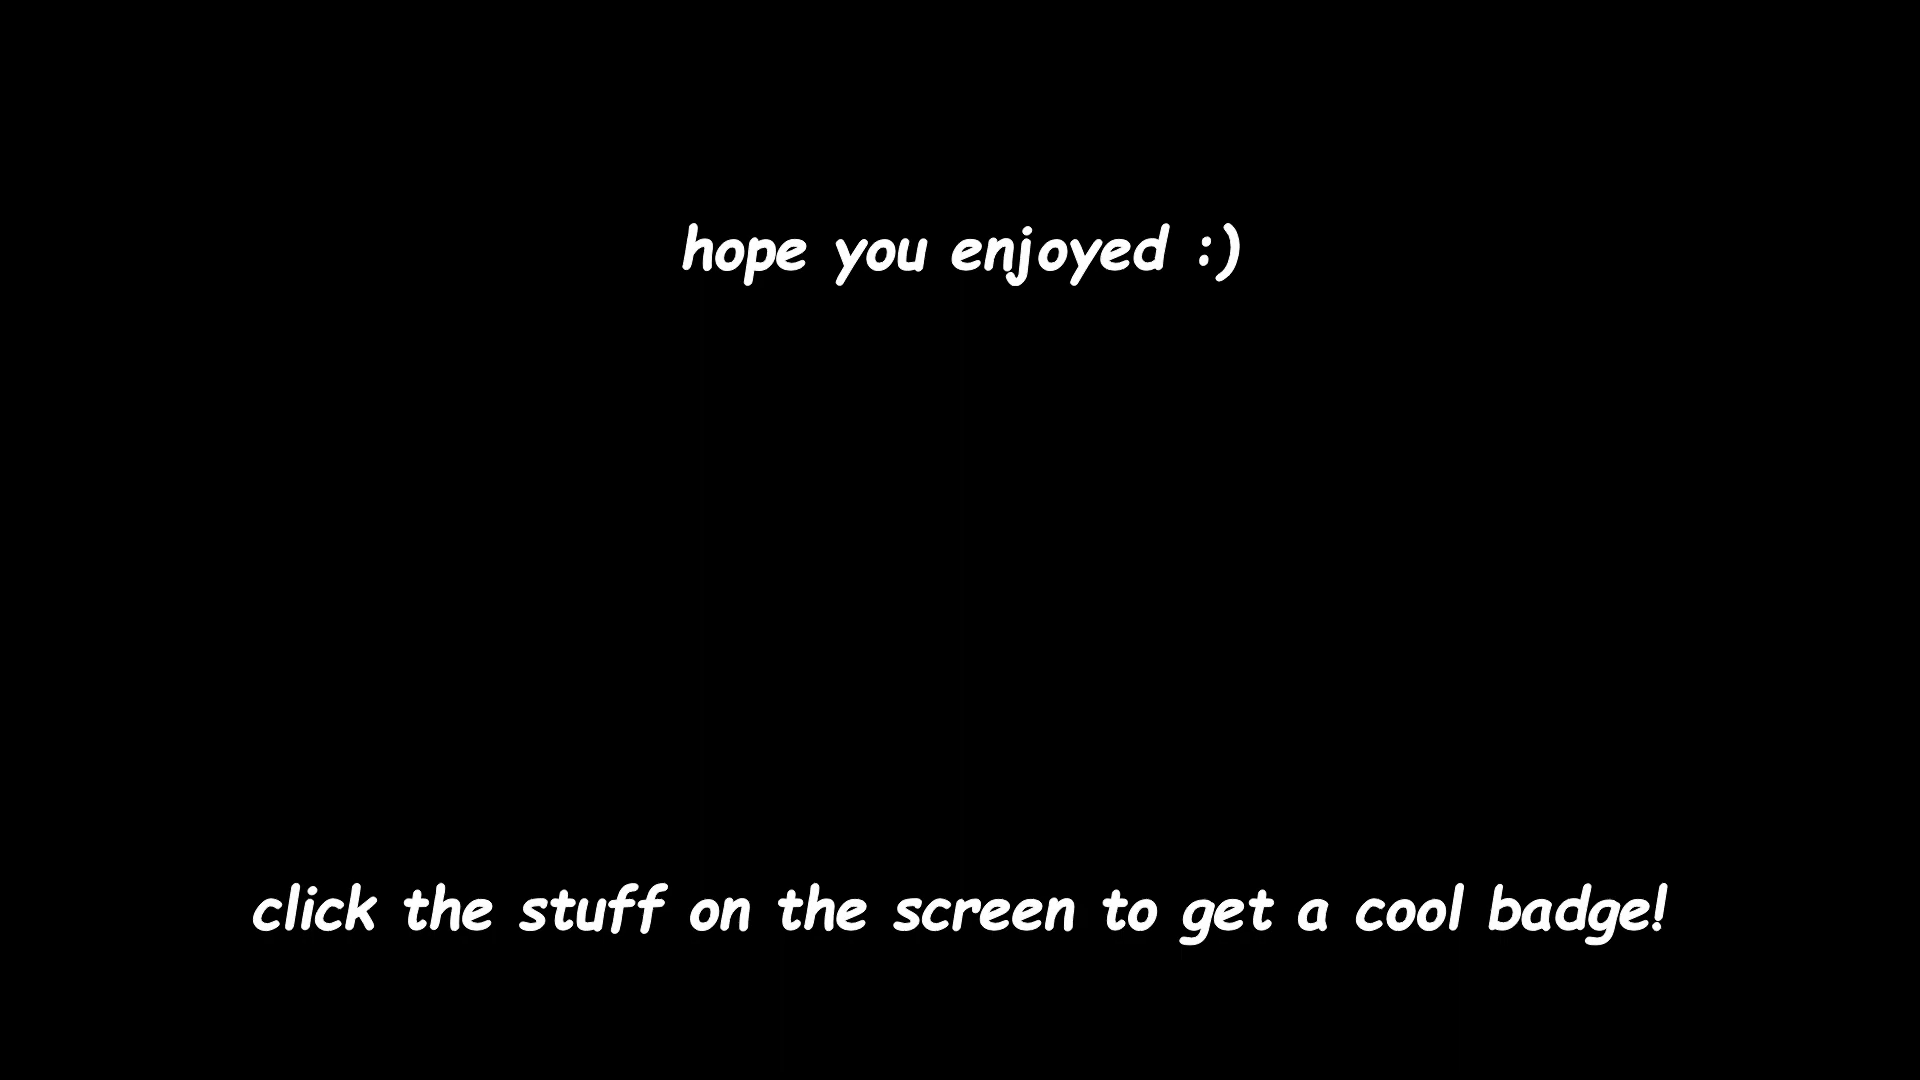 hope you enjoyed :)
click the stuff on the screen to get a cool badge!